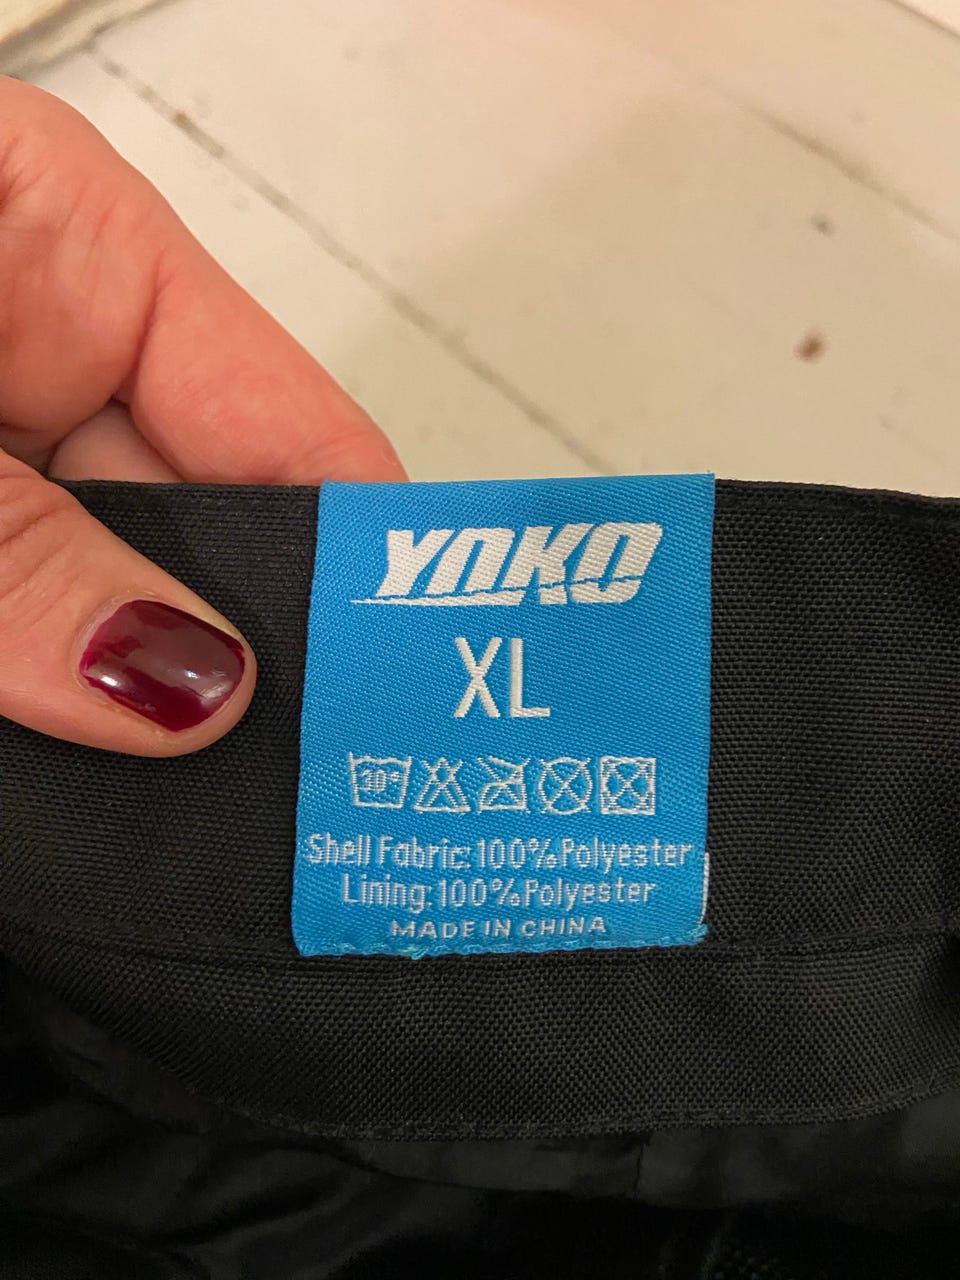 YOKO
XL
30°
Shell Fabric:100%Polyester
Lining:100%Polyester
MADE IN CHINA